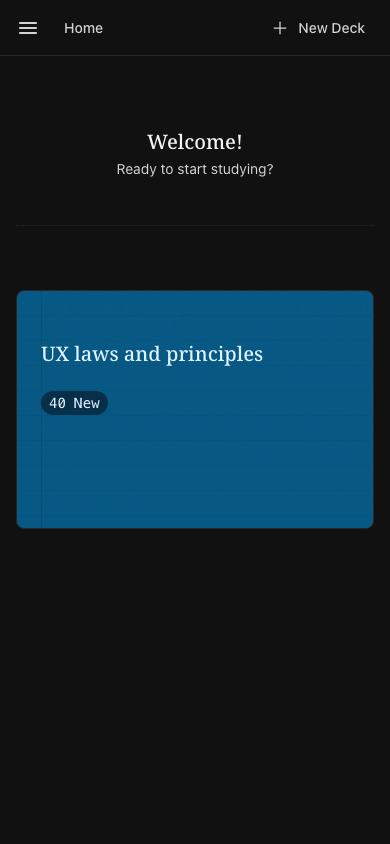 Home
New Deck
Welcome!
Ready to start studying?
UX laws and principles
40 New